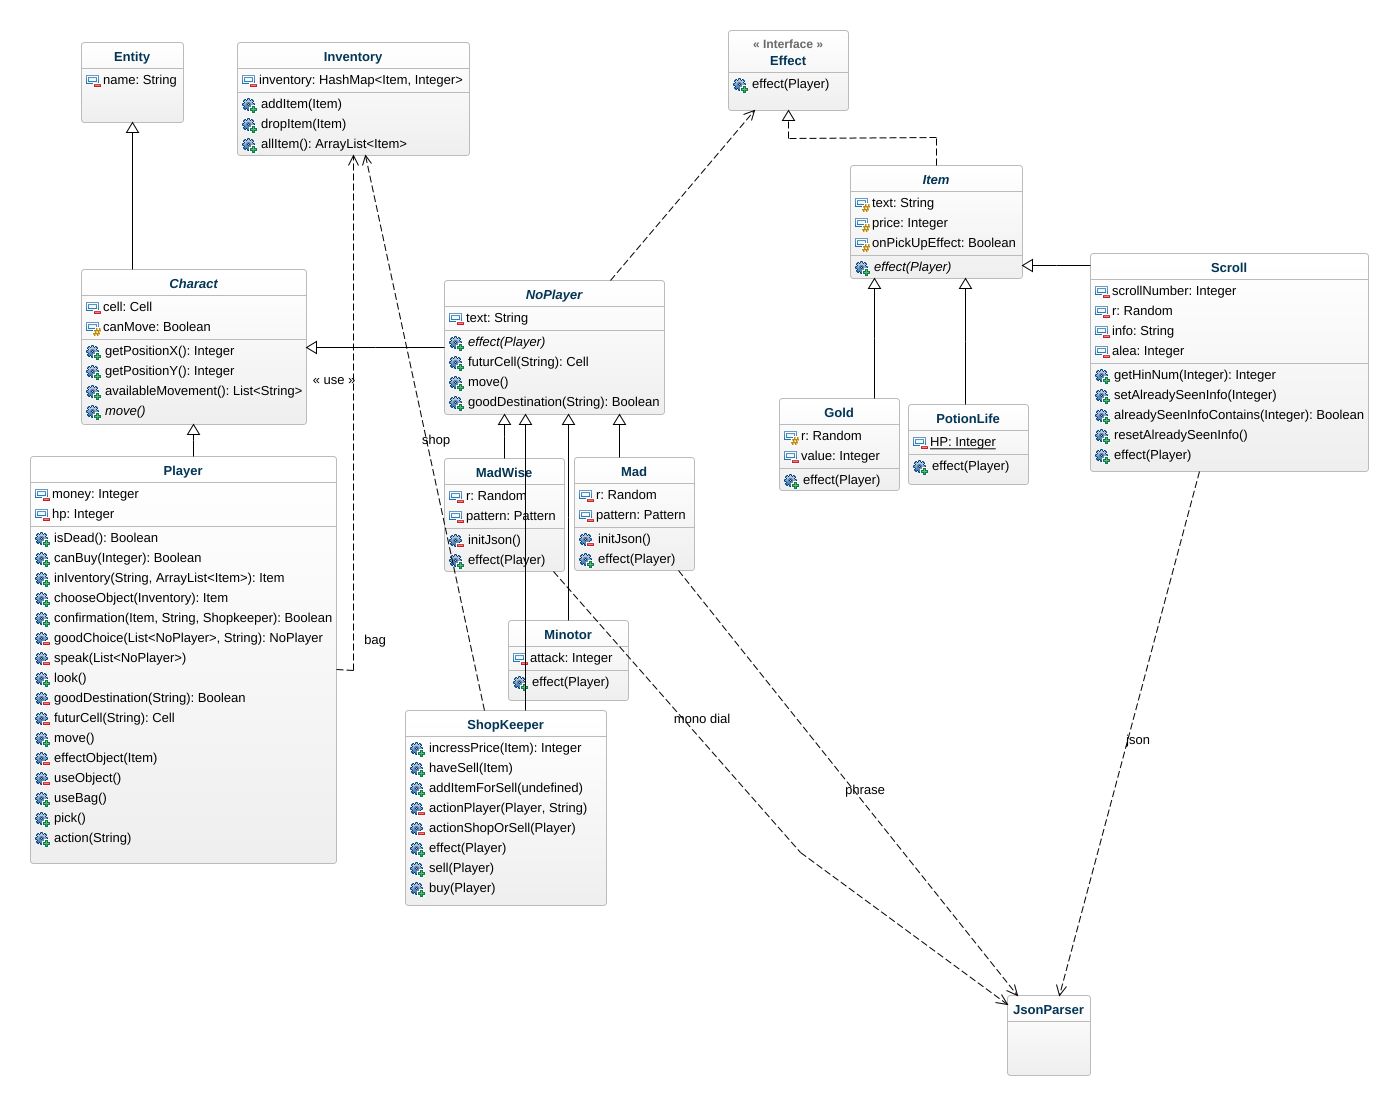 Entity
name: String
Inventory
inventory: HashMap<Item, Integer>
addItem(Item)
dropItem(Item)
allItem(): ArrayList<Item>
« Interface »
Effect
effect(Player)
Item
text: String
price: Integer
onPickUpEffect: Boolean
effect(Player)
Scroll
scrollNumber: Integer
r: Random
info: String
alea: Integer
getHinNum(Integer): Integer
setAlreadySeenInfo(Integer)
alreadySeenInfoContains(Integer): Boolean
resetAlreadySeenInfo()
effect(Player)
Charact
cell: Cell
canMove: Boolean
getPositionX(): Integer
getPositionY(): Integer
availableMovement(): List<String>
move()
NoPlayer
text: String
effect(Player)
futurCell(String): Cell
move()
goodDestination(String): Boolean
« use »
shop
Gold
r: Random
value: Integer
effect(Player)
PotionLife
HP: Integer
effect(Player)
Player
money: Integer
hp: Integer
isDead(): Boolean
canBuy(Integer): Boolean
inIventory(String, ArrayList<Item>): Item
chooseObject(Inventory): Item
confirmation(Item, String, Shopkeeper): Boolean
goodChoice(List<NoPlayer>, String): NoPlayer
speak(List<NoPlayer>)
look()
goodDestination(String): Boolean
futurCell(String): Cell
move()
effectObject(Item)
useObject()
useBag()
pick()
action(String)
bag
MadWise
r: Random
pattern: Pattern
initJson()
effect(Player)
Mad
r: Random
pattern: Pattern
initJson()
effect(Player)
Minotor
attack: Integer
effect(Player)
ShopKeeper
incressPrice(Item): Integer
haveSell(Item)
addItemForSell(undefined)
actionPlayer(Player, String)
actionShopOrSell(Player)
effect(Player)
sell(Player)
buy(Player)
mono dial
phrase
json
JsonParser